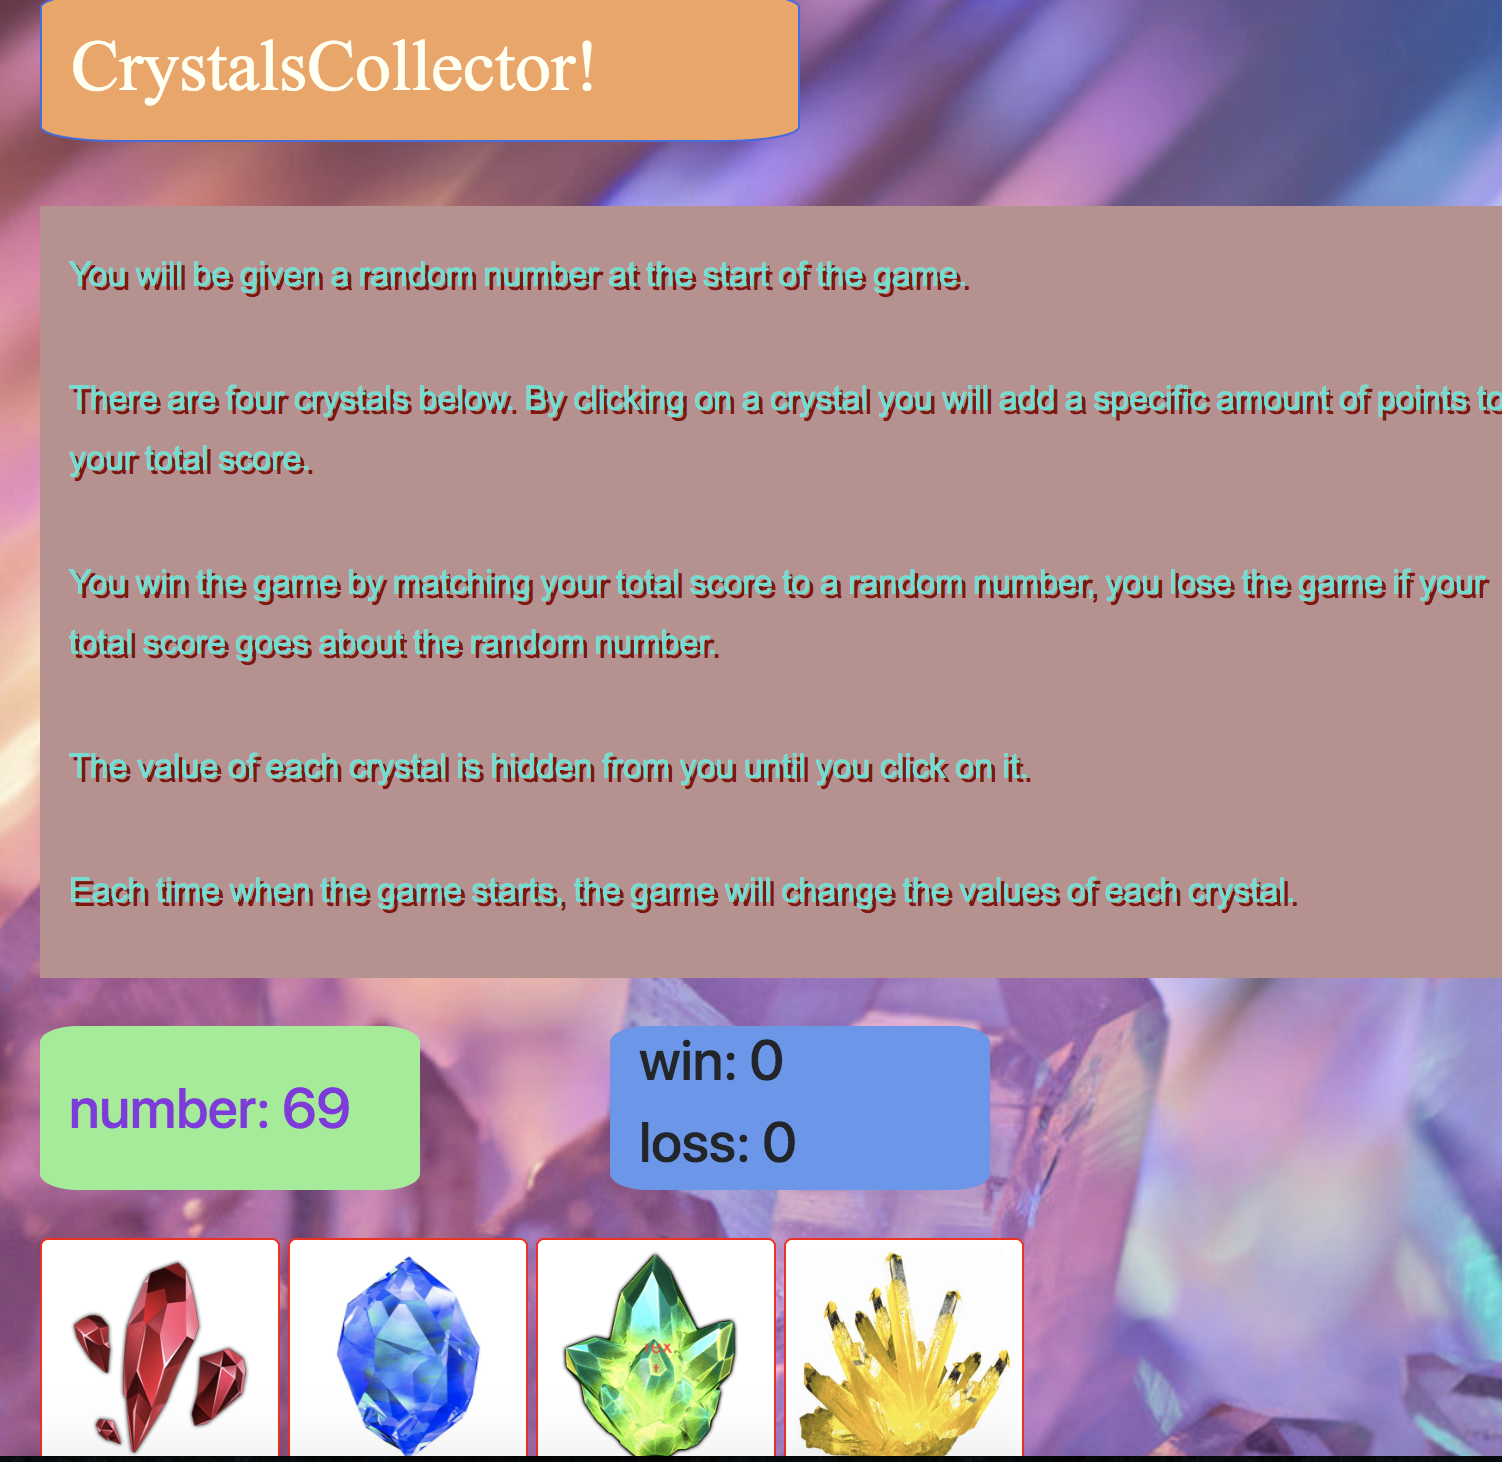 CrystalsCollector!
You will be given a random number at the start of the game.
There are four crystals below. By clicking on a crystal you will add a specific amount of points to
your total score.
You win the game by matching your total score to a random number, you lose the game if your
total score goes about the random number.
The value of each crystal is hidden from you until you click on it.
Each time when the game starts, the game will change the values of each crystal.
number: 69
win: 0
loss: 0